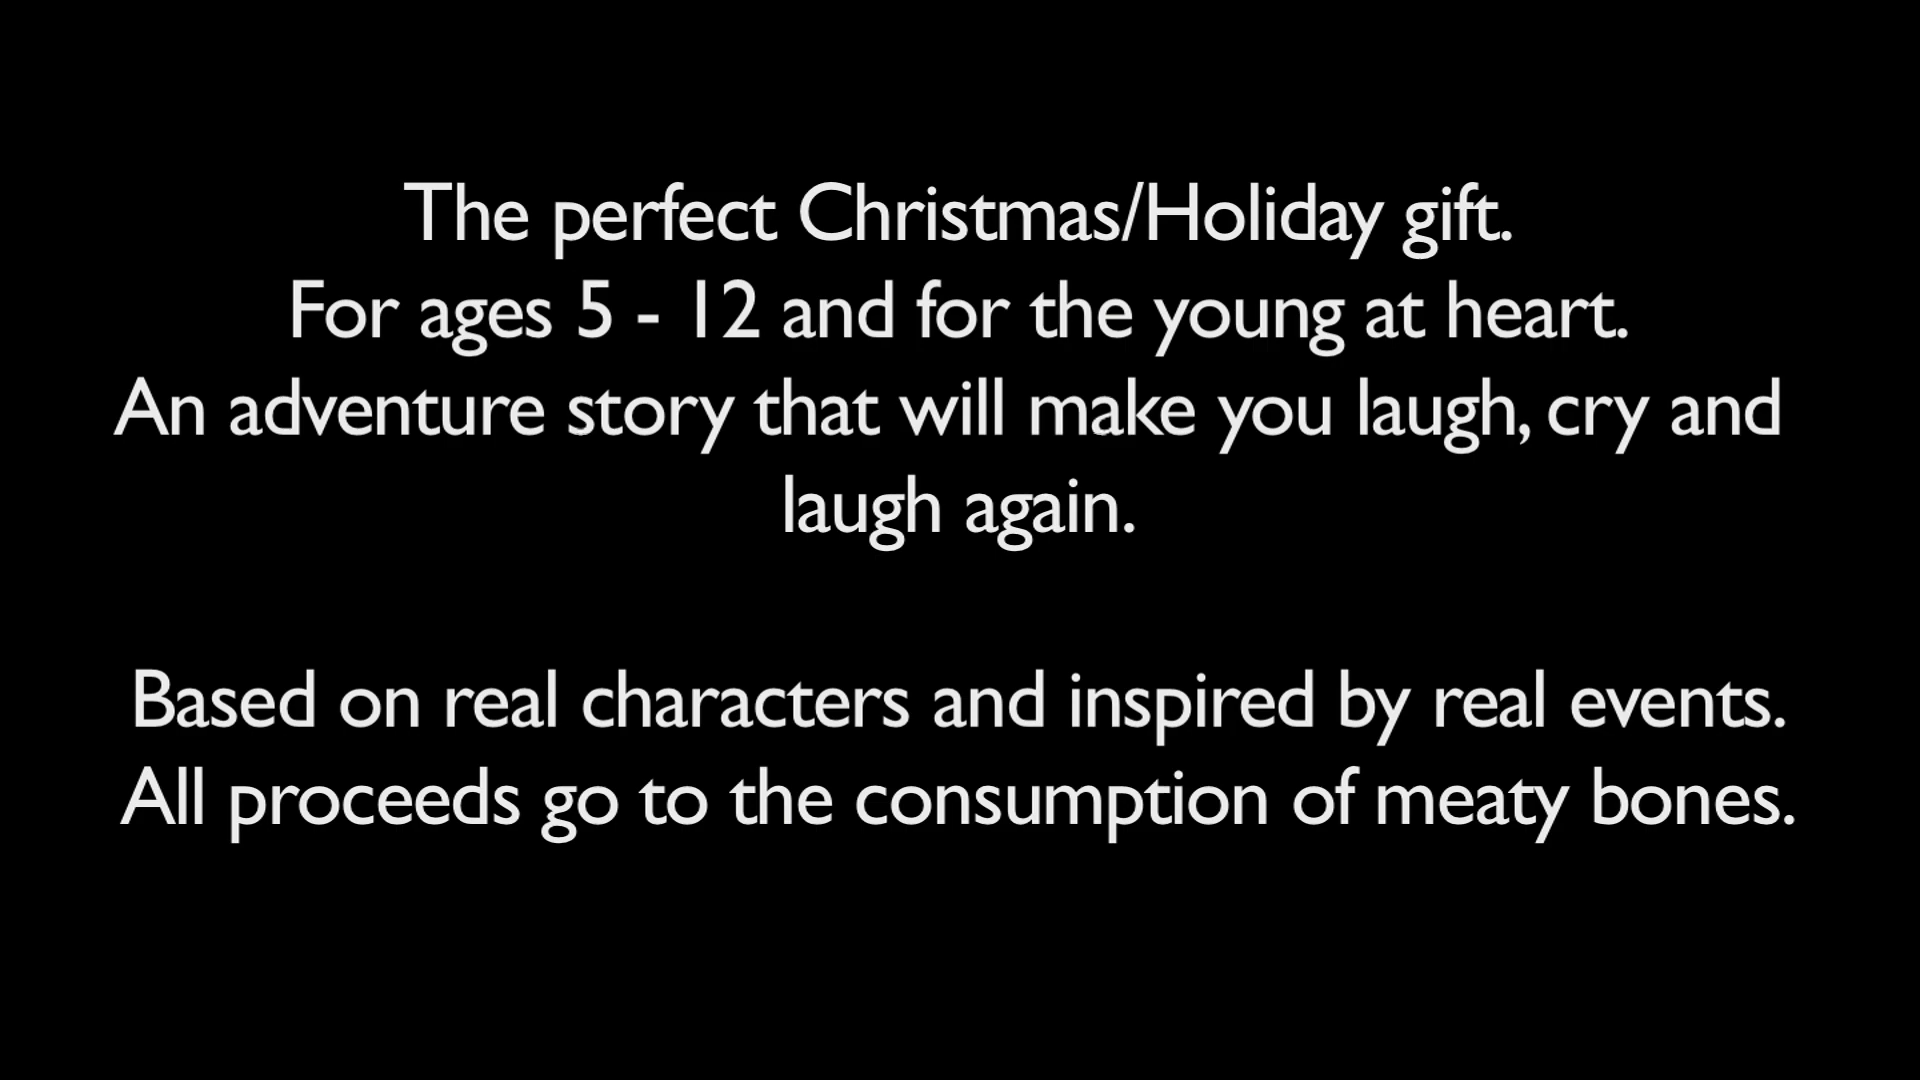 The perfect Christmas/Holiday gift.
For ages 5 - 12 and for the young at heart.
An adventure story that will make you laugh, cry and
laugh again.
Based on real characters and inspired by real events.
All proceeds go to the consumption of meaty bones.